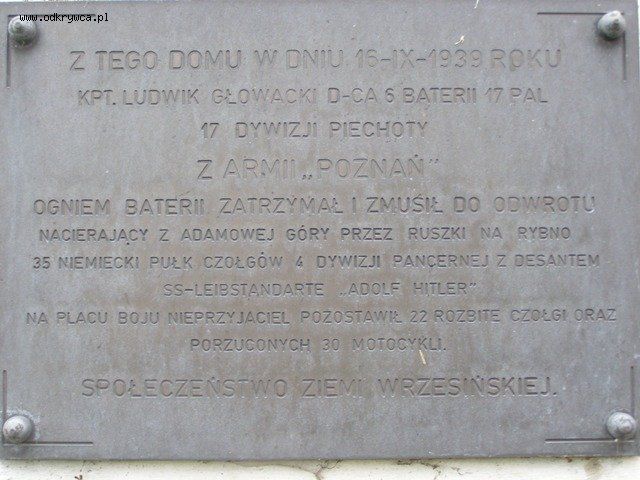 www.odkrywca.pl
Z TEGO DOMU W DNIU 16-IX-1939 ROKU
KPT. LUDWIK GŁOWACKI D-CA 6 BATERII 17 PAL
17 DYWIZJI PIECHOTY
Z ARMII „POZNAŃ"
OGNIEM BATERII ZATRZYMAŁ I ZMUSIŁ DO ODWROTU
NACIERAJĄCY Z ADAMOWEJ GÓRY PRZEZ RUSZKI NA RYBNO
35 NIEMIECKI PUŁK CZOŁGÓW 4 DYWIZJI PANCERNEJ Z DESANTEM
SS-LEIBSTANDARTE „ADOLF HITLER"
NA PLACU BOJU NIEPRZYJACIEL POZOSTAWIŁ 22 ROZBITE CZOŁGI ORAZ
PORZUCONYCH 30 MOTOCYKLI.
SPOŁECZEŃSTWO ZIEMI WRZESIŃSKIEJ.